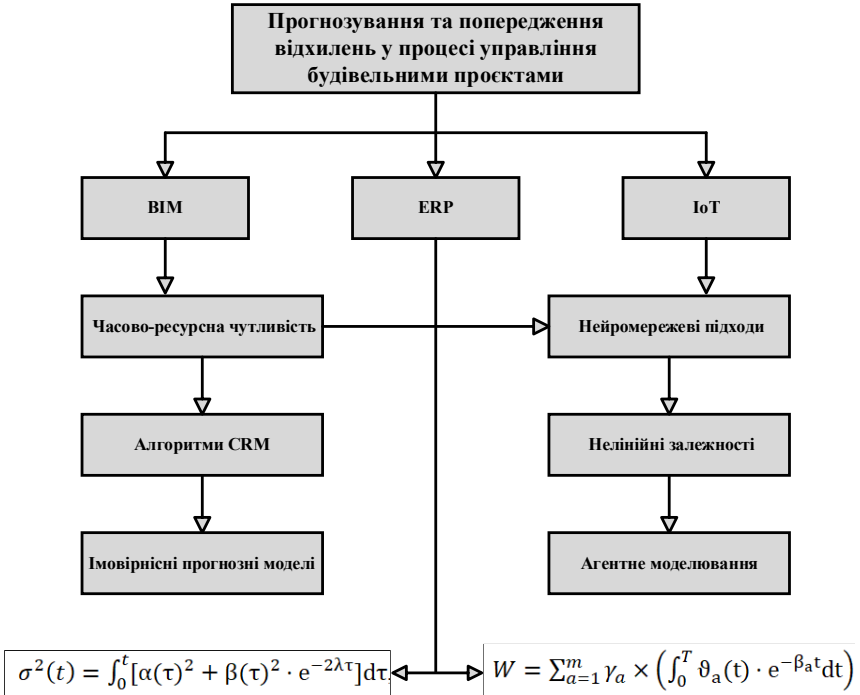 Прогнозування та попередження
відхилень у процесі управління
будівельними проєктами
BIM
ERP
IoT
Часово-ресурсна чутливість
Нейромережеві підходи
Алгоритми CRM
Нелінійні залежності
Імовірнісні прогнозні моделі
Агентне моделювання
σ²(t) = ∫₀ᵗ[α(τ)² + β(τ)² · e^{−2λτ}]dτ,
W = ∑ₐ₌₁ᵐ γₐ × (∫₀ᵀ ϑₐ(t) · e^{−βₐt}dt)